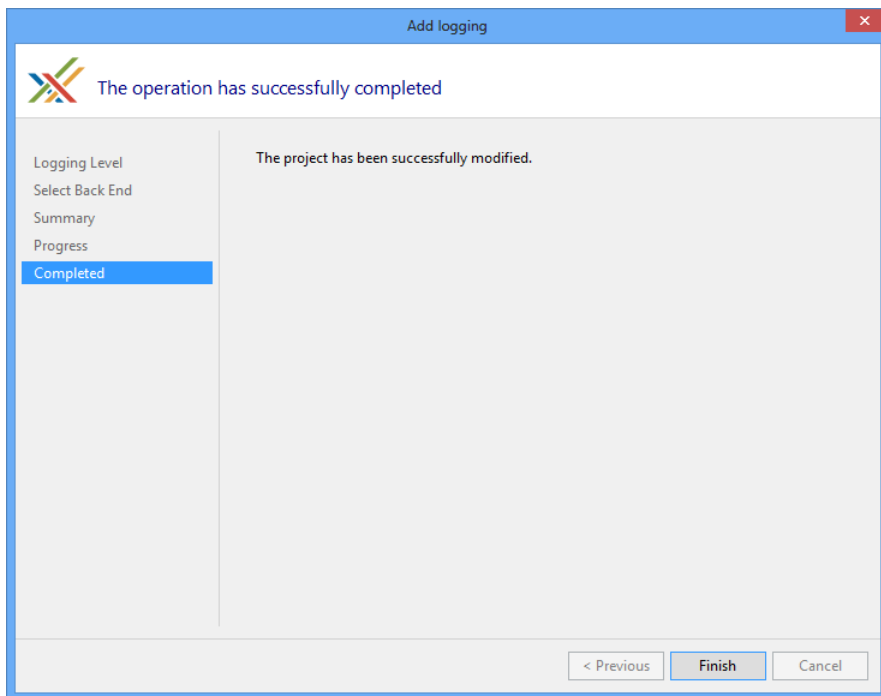 Add logging
The operation has successfully completed
Logging Level
Select Back End
Summary
Progress
Completed
The project has been successfully modified.
< Previous
Finish
Cancel